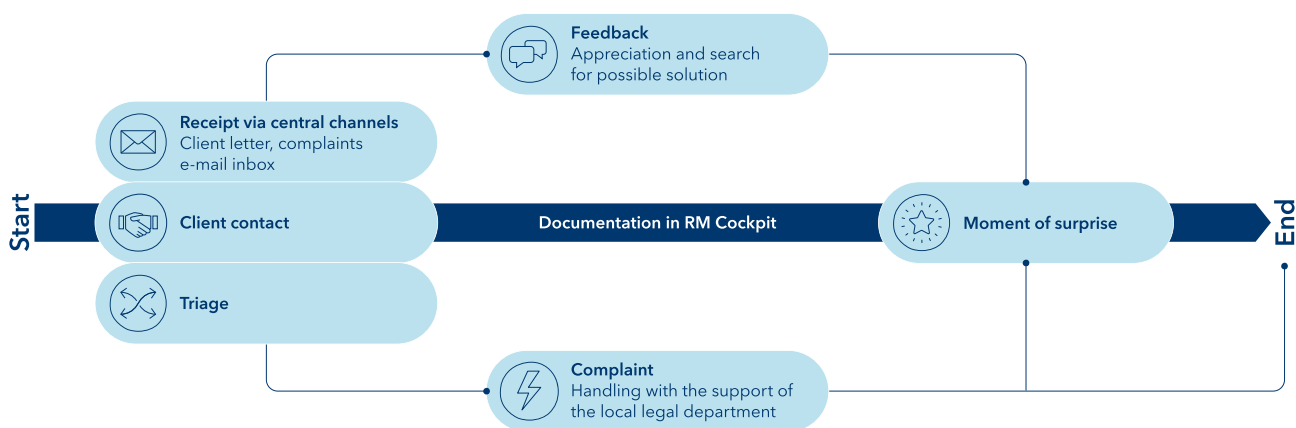 Feedback
Appreciation and search
for possible solution
Receipt via central channels
Client letter, complaints
e-mail inbox
Start
Client contact
Documentation in RM Cockpit
Moment of surprise
End
Triage
Complaint
Handling with the support of
the local legal department